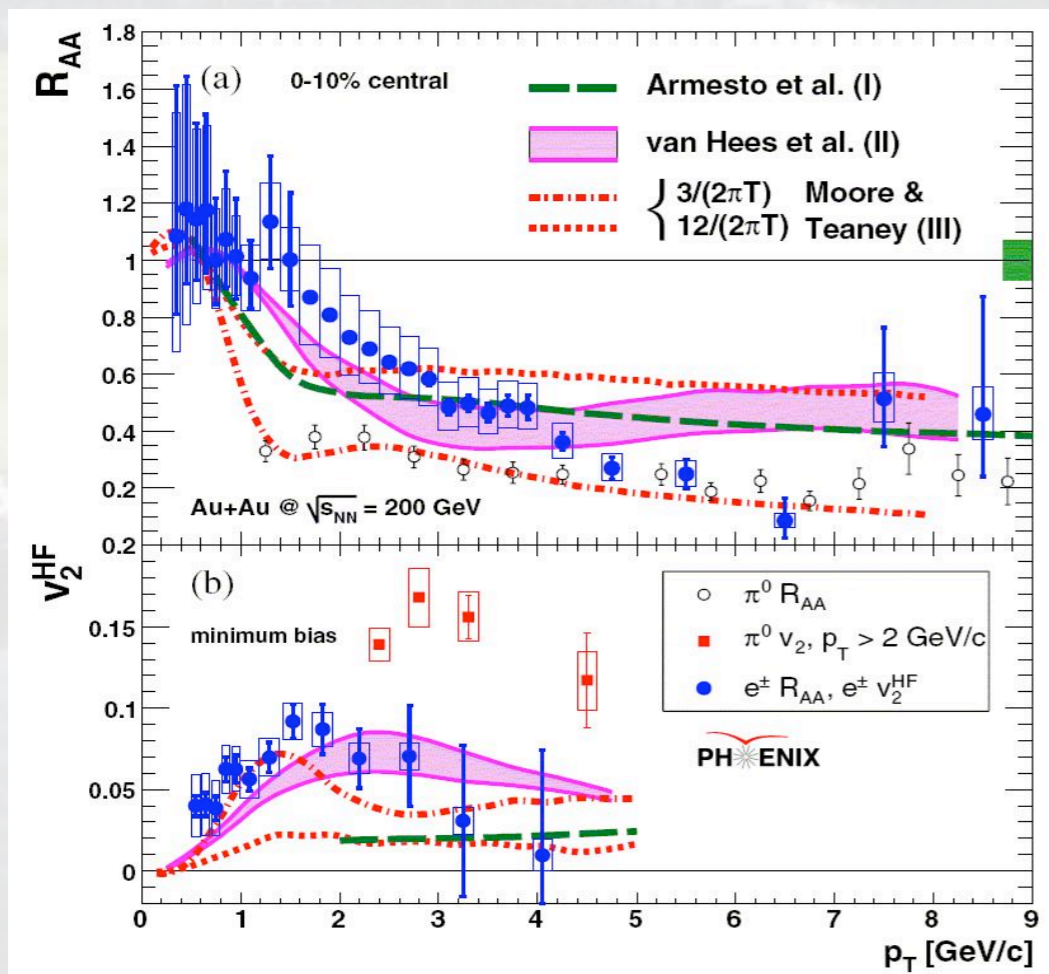 R_AA
1.8
1.6
1.4
1.2
1
0.8
0.6
0.4
0.2
(a)
0-10% central
Armesto et al. (I)
van Hees et al. (II)
3/(2πT) Moore &
12/(2πT) Teaney (III)
Au+Au @ √s_NN = 200 GeV
v_2^HF
0.2
0.15
0.1
0.05
0
(b)
minimum bias
π⁰ R_AA
π⁰ v_2, p_T > 2 GeV/c
e± R_AA, e± v_2^HF
PHENIX
0 1 2 3 4 5 6 7 8 9
p_T [GeV/c]